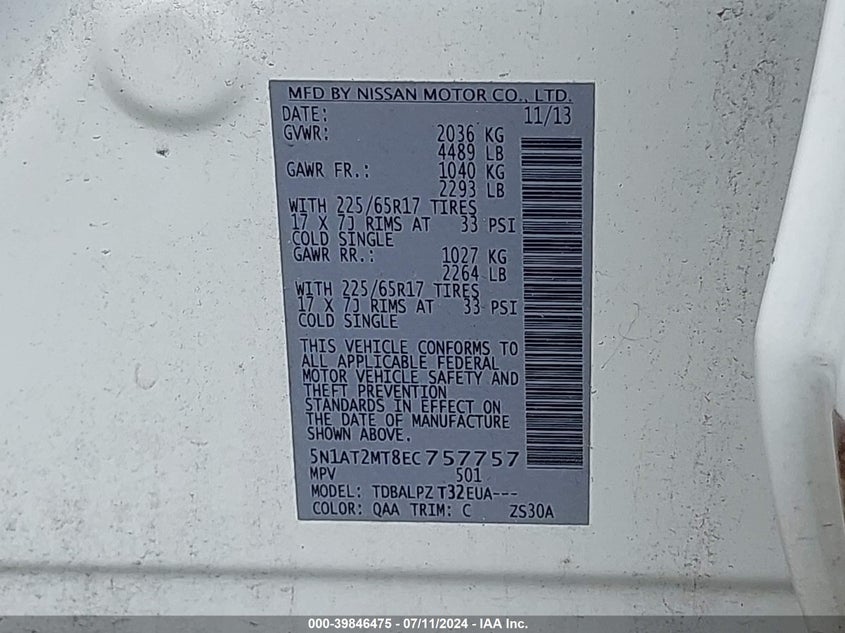 MFD BY NISSAN MOTOR CO., LTD.
DATE: 11/13
GVWR: 2036 KG
4489 LB
GAWR FR.: 1040 KG
2293 LB
WITH 225/65R17 TIRES
17 X 7J RIMS AT 33 PSI
COLD SINGLE
GAWR RR.: 1027 KG
2264 LB
WITH 225/65R17 TIRES
17 X 7J RIMS AT 33 PSI
COLD SINGLE
THIS VEHICLE CONFORMS TO
ALL APPLICABLE FEDERAL
MOTOR VEHICLE SAFETY AND
THEFT PREVENTION
STANDARDS IN EFFECT ON
THE DATE OF MANUFACTURE
SHOWN ABOVE.
5N1AT2MT8EC757757
MPV 501
MODEL: TDBALPZ T32EUA---
COLOR: QAA TRIM: C ZS30A
000-39846475 - 07/11/2024 - IAA Inc.